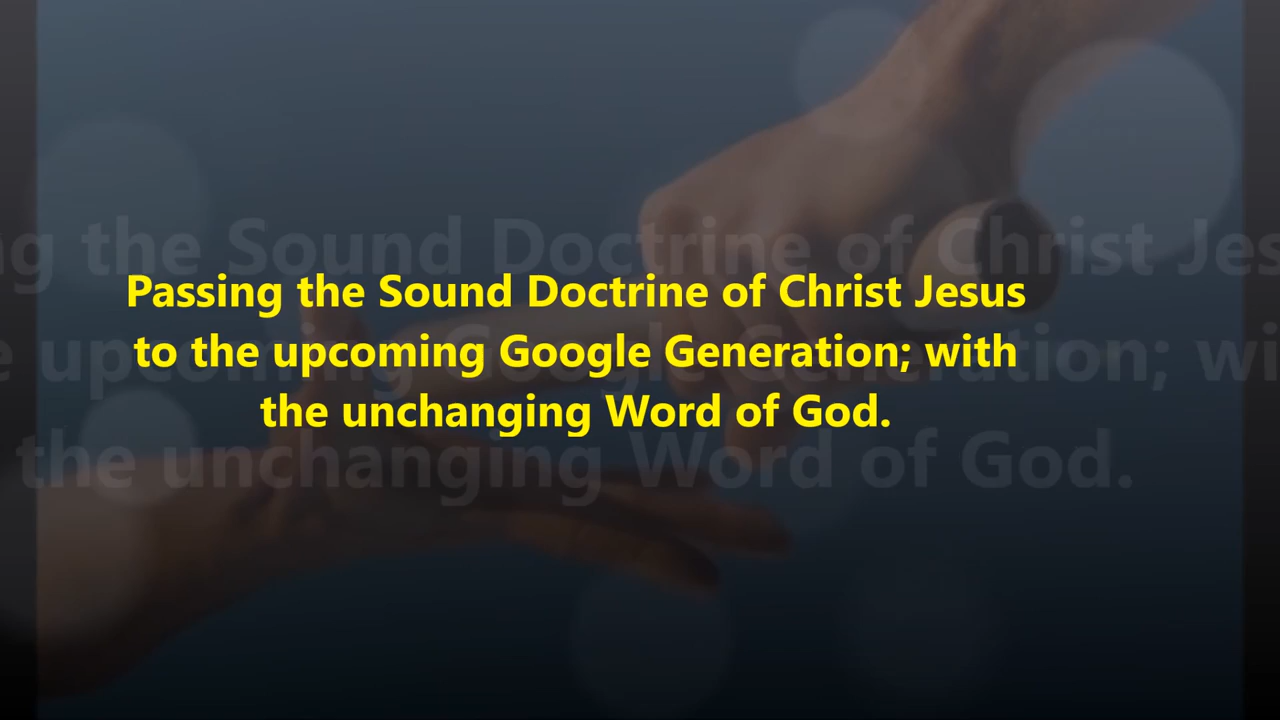 Passing the Sound Doctrine of Christ Jesus
to the upcoming Google Generation; with
the unchanging Word of God.